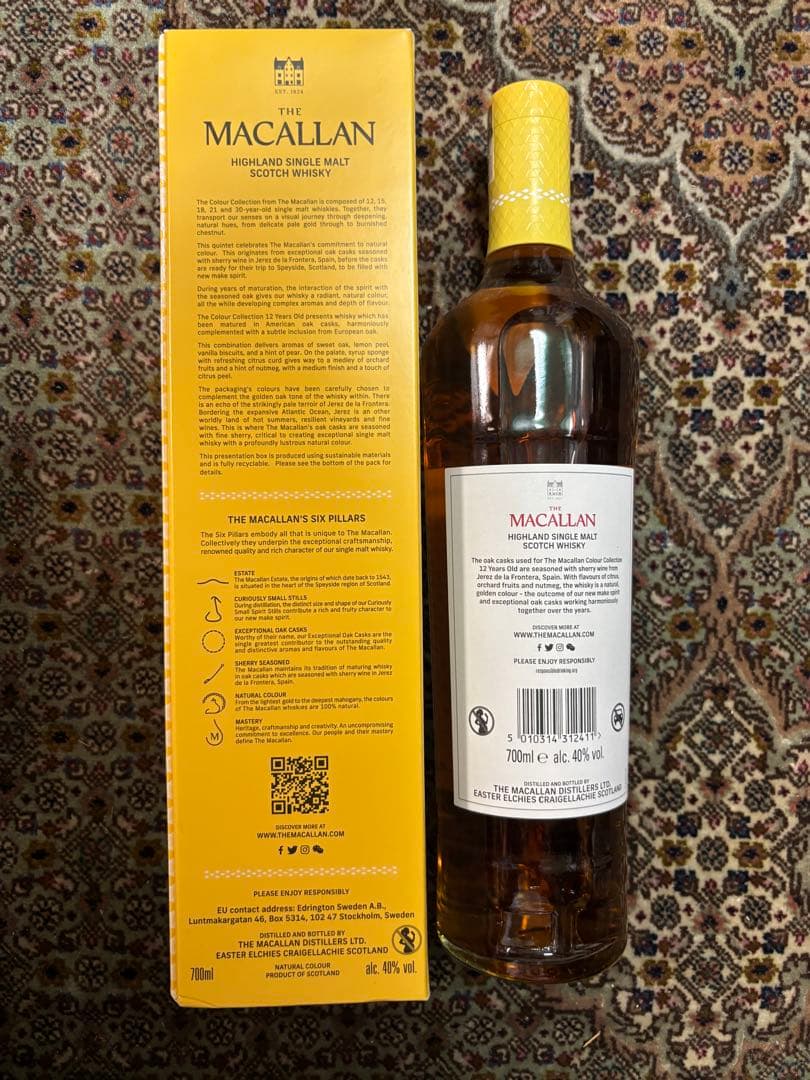 EST. 1824
THE
MACALLAN
HIGHLAND SINGLE MALT
SCOTCH WHISKY
The Colour Collection from The Macallan is composed of 12, 15,
18, 21 and 30-year-old single malt whiskies. Together, they
transport our senses on a visual journey through deepening,
natural hues, from delicate pale gold through to burnished
chestnut.
This quintet celebrates The Macallan's commitment to natural
colour. This originates from exceptional oak casks seasoned
with sherry wine in Jerez de la Frontera, Spain, before the casks
are ready for their trip to Speyside, Scotland, to be filled with
new make spirit.
During years of maturation, the interaction of the spirit with
the seasoned oak gives our whisky a radiant, natural colour,
all the while developing complex aromas and depth of flavour.
The Colour Collection 12 Years Old presents whisky which has
been matured in American oak casks, harmoniously
complemented with a subtle inclusion from European oak.
This combination delivers aromas of sweet oak, lemon peel,
vanilla biscuits, and a hint of pear. On the palate, syrup sponge
with refreshing citrus curd gives way to a medley of orchard
fruits and a hint of nutmeg, with a medium finish and a touch of
citrus peel.
The packaging's colours have been carefully chosen to
complement the golden oak tone of the whisky within. There
is an echo of the strikingly pale terroir of Jerez de la Frontera.
Bordering the expansive Atlantic Ocean, Jerez is an other
worldly land of hot summers, resilient vineyards and fine
wines. This is where The Macallan's oak casks are seasoned
with fine sherry, critical to creating exceptional single malt
whisky with a profoundly lustrous natural colour.
This presentation box is produced using sustainable materials
and is fully recyclable. Please see the bottom of the pack for
details.
THE MACALLAN'S SIX PILLARS
The Six Pillars embody all that is unique to The Macallan.
Collectively they underpin the exceptional craftsmanship,
renowned quality and rich character of our single malt whisky.
ESTATE
The Macallan Estate, the origins of which date back to 1543,
is situated in the heart of the Speyside region of Scotland.
CURIOUSLY SMALL STILLS
During distillation, the distinct size and shape of our Curiously
Small Spirit Stills contribute a rich and fruity character to
our new make spirit.
EXCEPTIONAL OAK CASKS
Worthy of their name, our Exceptional Oak Casks are the
single greatest contributor to the outstanding quality
and distinctive aromas and flavours of The Macallan.
SHERRY SEASONED
The Macallan maintains its tradition of maturing whisky
in oak casks which are seasoned with sherry wine in Jerez
de la Frontera, Spain.
NATURAL COLOUR
From the lightest gold to the deepest mahogany, the colours
of The Macallan whiskies are 100% natural.
M
MASTERY
Heritage, craftmanship and creativity. An uncompromising
commitment to excellence. Our people and their mastery
define The Macallan.
DISCOVER MORE AT
WWW.THEMACALLAN.COM
PLEASE ENJOY RESPONSIBLY
EU contact address: Edrington Sweden A.B.,
Luntmakargatan 46, Box 5314, 102 47 Stockholm, Sweden
DISTILLED AND BOTTLED BY
THE MACALLAN DISTILLERS LTD.
EASTER ELCHIES CRAIGELLACHIE SCOTLAND
700ml
NATURAL COLOUR
PRODUCT OF SCOTLAND
alc. 40% vol.
THE
MACALLAN
HIGHLAND SINGLE MALT
SCOTCH WHISKY
The oak casks used for The Macallan Colour Collection
12 Years Old are seasoned with sherry wine from
Jerez de la Frontera, Spain. With flavours of citrus,
orchard fruits and nutmeg, the whisky is a natural,
golden colour - the outcome of our new make spirit
and exceptional oak casks working harmoniously
together over the years.
DISCOVER MORE AT
WWW.THEMACALLAN.COM
PLEASE ENJOY RESPONSIBLY
responsibledrinking.org
5 010314 312411 >
700ml e alc. 40% vol.
DISTILLED AND BOTTLED BY
THE MACALLAN DISTILLERS LTD.
EASTER ELCHIES CRAIGELLACHIE SCOTLAND